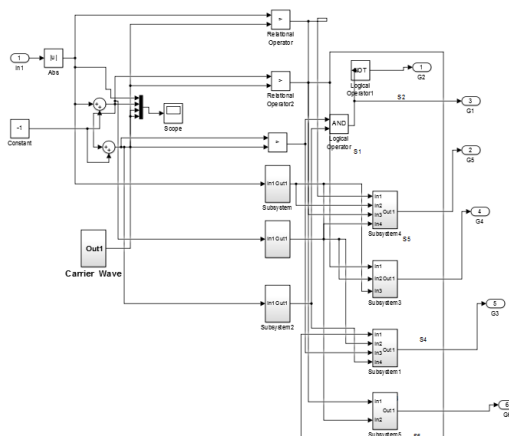 >
Relational
Operator
1
In1
|u|
Abs
>
Relational
Operator2
NOT
Logical
Operator1
1
G2
S2
3
G1
-1
Constant
Scope
AND
Logical
Operator
S1
>
2
G5
In1 Out1
Subsystem
In1
In2
In3
In4
Out1
Subsystem4
S5
4
G4
Out1
Carrier Wave
In1 Out1
In1
In2
In3
Out1
Subsystem3
In1 Out1
Subsystem2
5
G3
S4
In1
In2
In3
In4
Out1
Subsystem1
In1
In2
Out1
Subsystem5